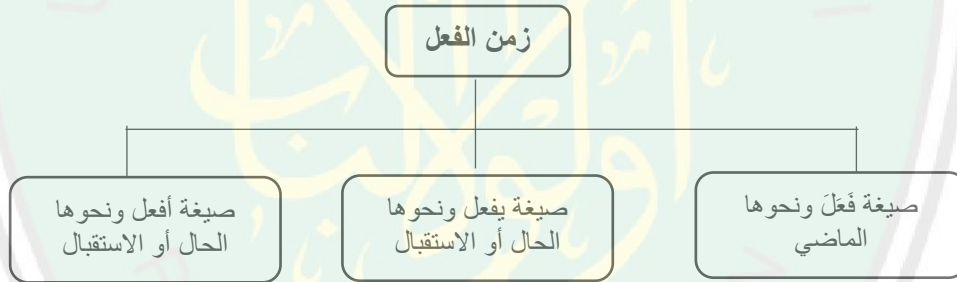 زمن الفعل
صيغة فَعَلَ ونحوها
الماضي
صيغة يفعل ونحوها
الحال أو الاستقبال
صيغة أفعل ونحوها
الحال أو الاستقبال